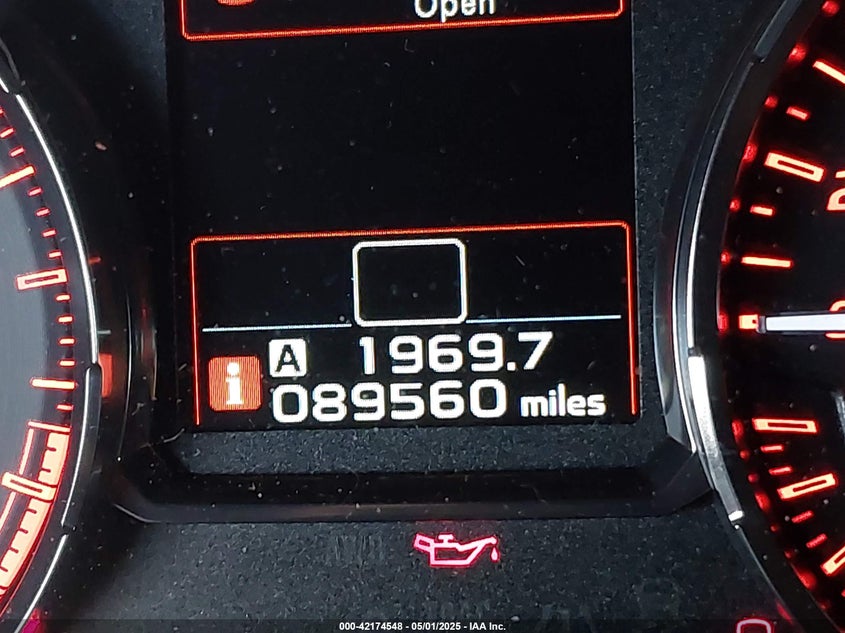 Open
A 1969.7
i 089560 miles
000-42174548 - 05/01/2025 - IAA Inc.